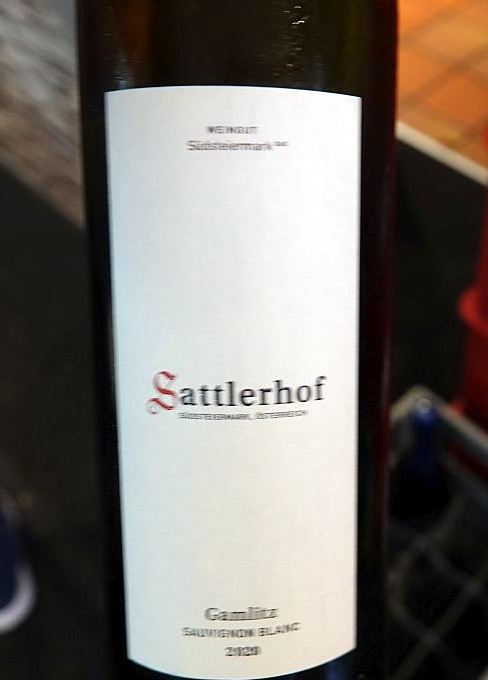 WEINGUT
Südsteiermark DAC
Sattlerhof
SÜDSTEIERMARK, ÖSTERREICH
Gamlitz
SAUVIGNON BLANC
2020